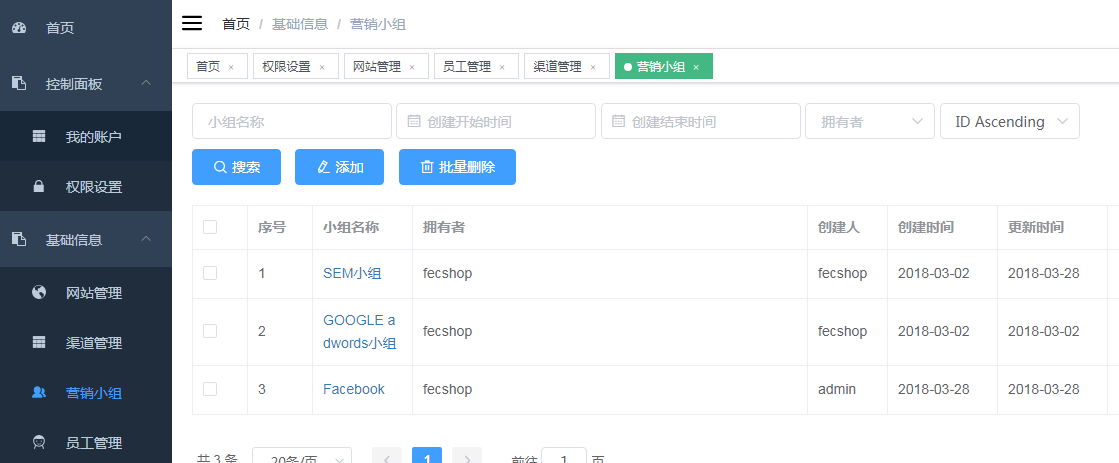 首页
控制面板
我的账户
权限设置
基础信息
网站管理
渠道管理
营销小组
员工管理
首页 / 基础信息 / 营销小组
首页 × 权限设置 × 网站管理 × 员工管理 × 渠道管理 × 营销小组 ×
小组名称 创建开始时间 创建结束时间 拥有者 ID Ascending
搜索 添加 批量删除
序号 小组名称 拥有者 创建人 创建时间 更新时间
1 SEM小组 fecshop fecshop 2018-03-02 2018-03-28
2 GOOGLE a
dwords小组 fecshop fecshop 2018-03-02 2018-03-02
3 Facebook fecshop admin 2018-03-28 2018-03-28
共 3 条 20条/页 < 1 > 前往 1 页